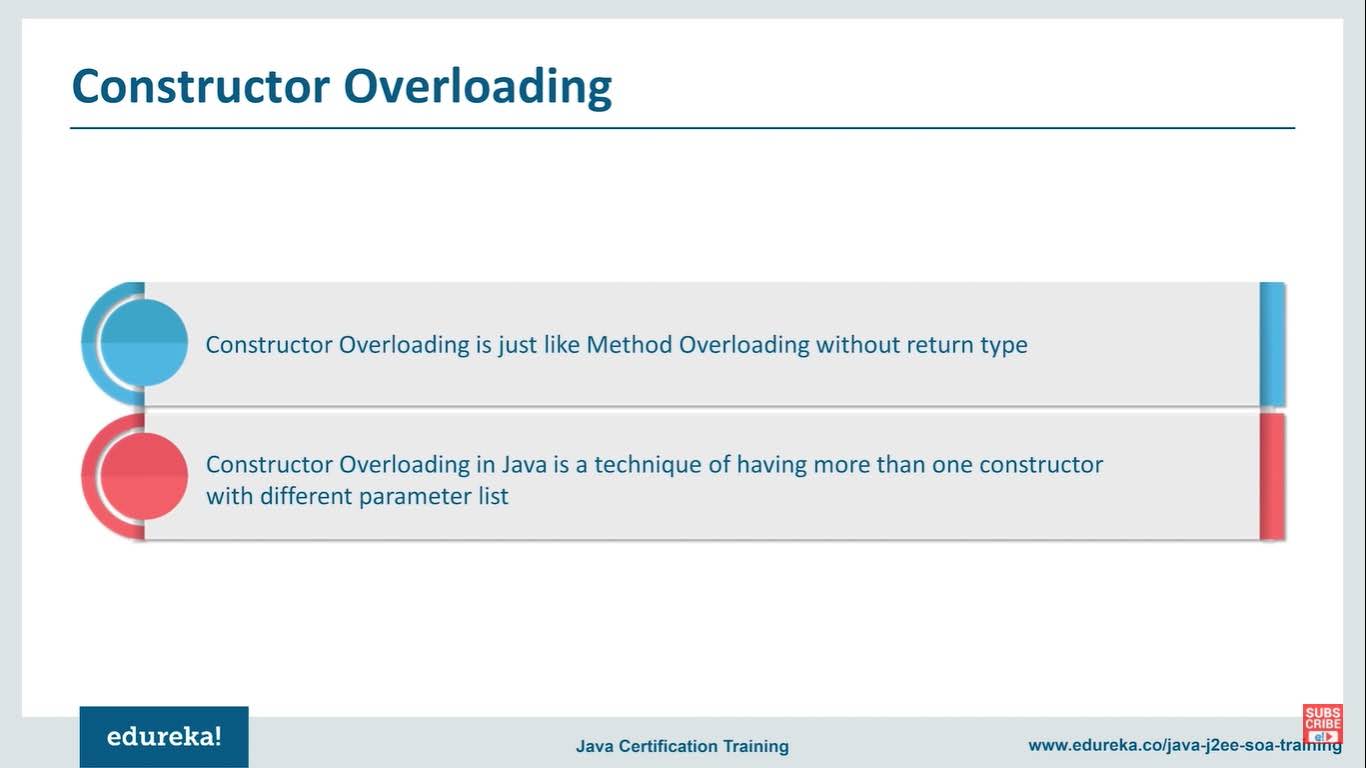 Constructor Overloading
Constructor Overloading is just like Method Overloading without return type
Constructor Overloading in Java is a technique of having more than one constructor
with different parameter list
edureka!
Java Certification Training
www.edureka.co/java-j2ee-soa-training
SUBS
CRIBE
e!